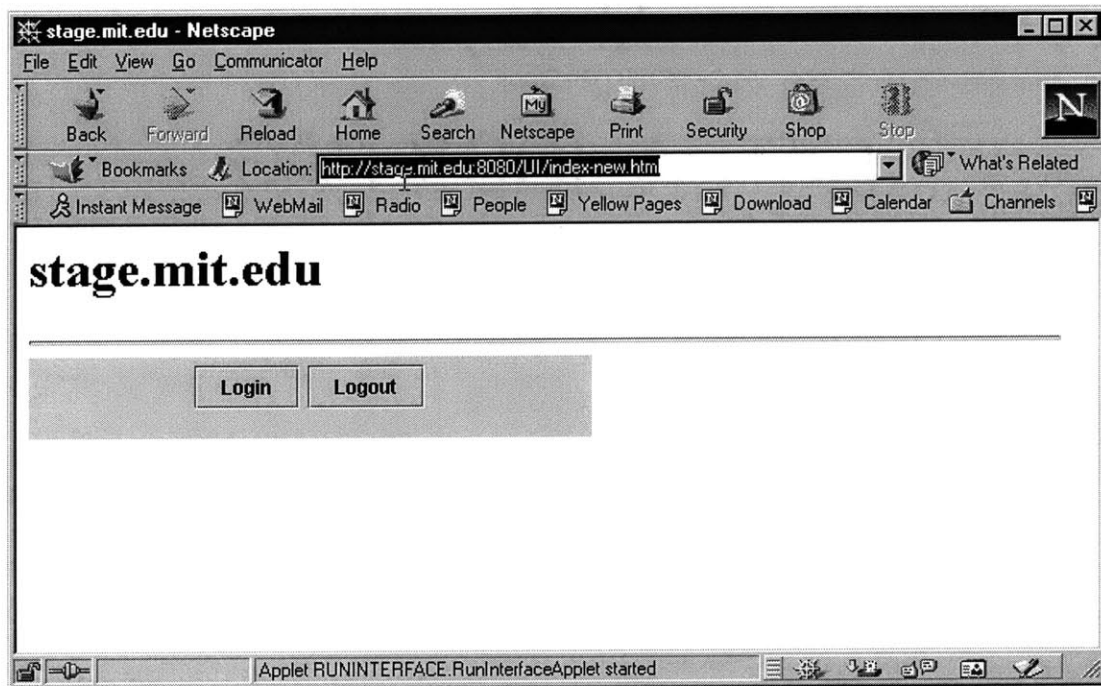 stage.mit.edu - Netscape
File Edit View Go Communicator Help
Back Forward Reload Home Search My Netscape Print Security Shop Stop N
Bookmarks Location: http://stage.mit.edu:8080/UI/index-new.html What's Related
Instant Message WebMail Radio People Yellow Pages Download Calendar Channels
stage.mit.edu
Login Logout
Applet RUNINTERFACE.RunInterfaceApplet started